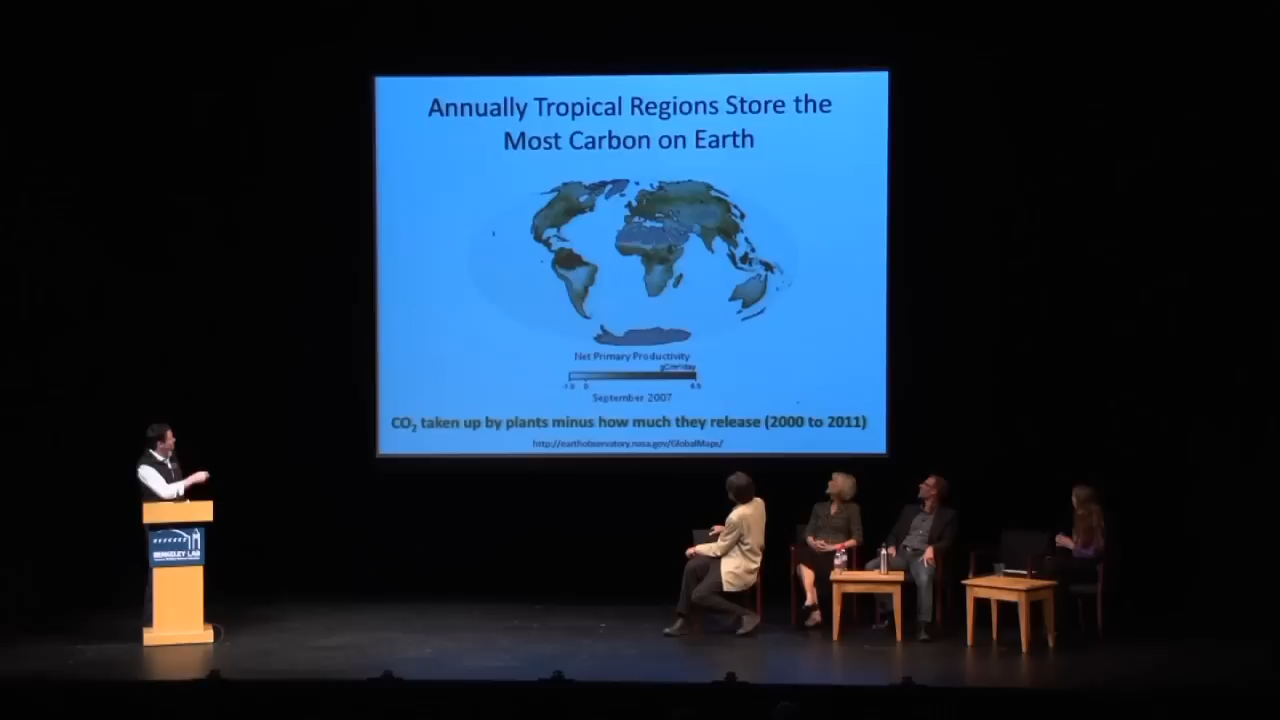 Annually Tropical Regions Store the
Most Carbon on Earth
Net Primary Productivity
September 2007
CO₂ taken up by plants minus how much they release (2000 to 2011)
http://earthobservatory.nasa.gov/GlobalMaps/
BERKELEY LAB